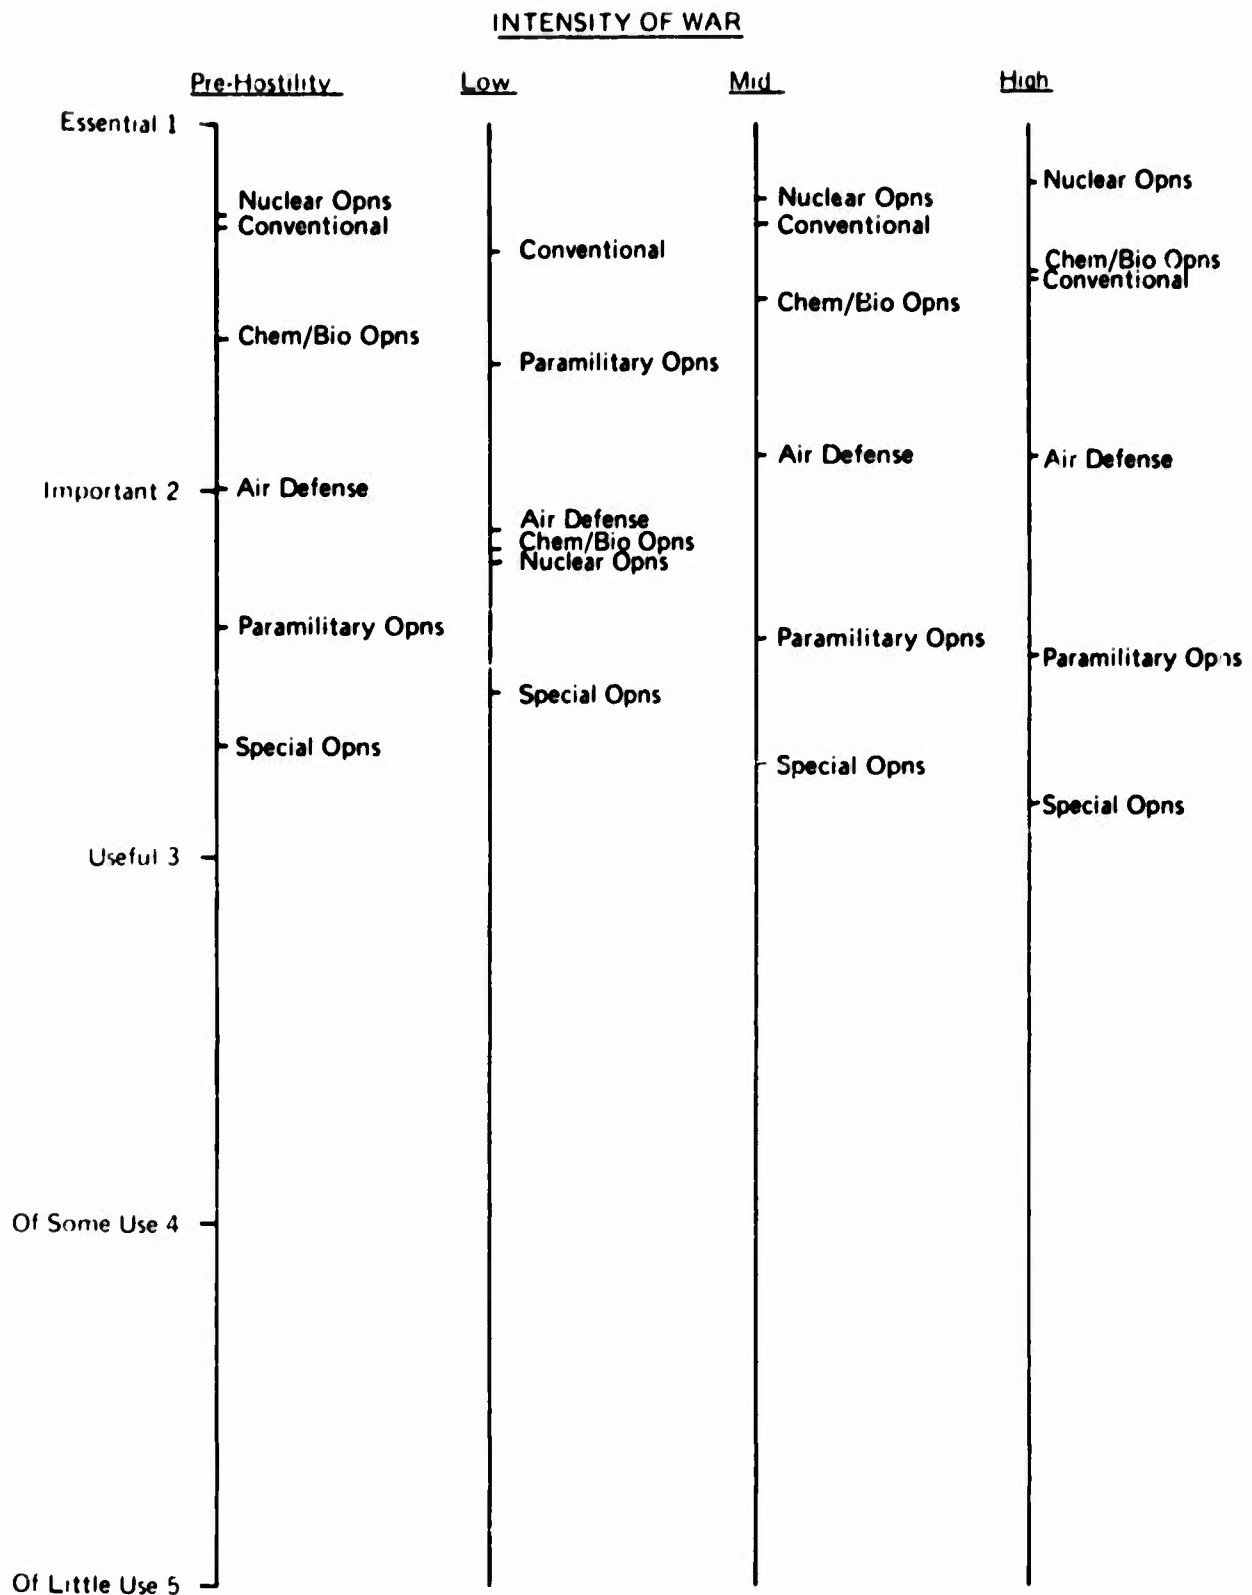 INTENSITY OF WAR
Pre-Hostility Low Mid High
Essential 1
Nuclear Opns
Conventional
Chem/Bio Opns
Important 2
Air Defense
Paramilitary Opns
Special Opns
Useful 3
Of Some Use 4
Of Little Use 5
Conventional
Paramilitary Opns
Air Defense
Chem/Bio Opns
Nuclear Opns
Special Opns
Nuclear Opns
Conventional
Chem/Bio Opns
Air Defense
Paramilitary Opns
Special Opns
Nuclear Opns
Chem/Bio Opns
Conventional
Air Defense
Paramilitary Opns
Special Opns